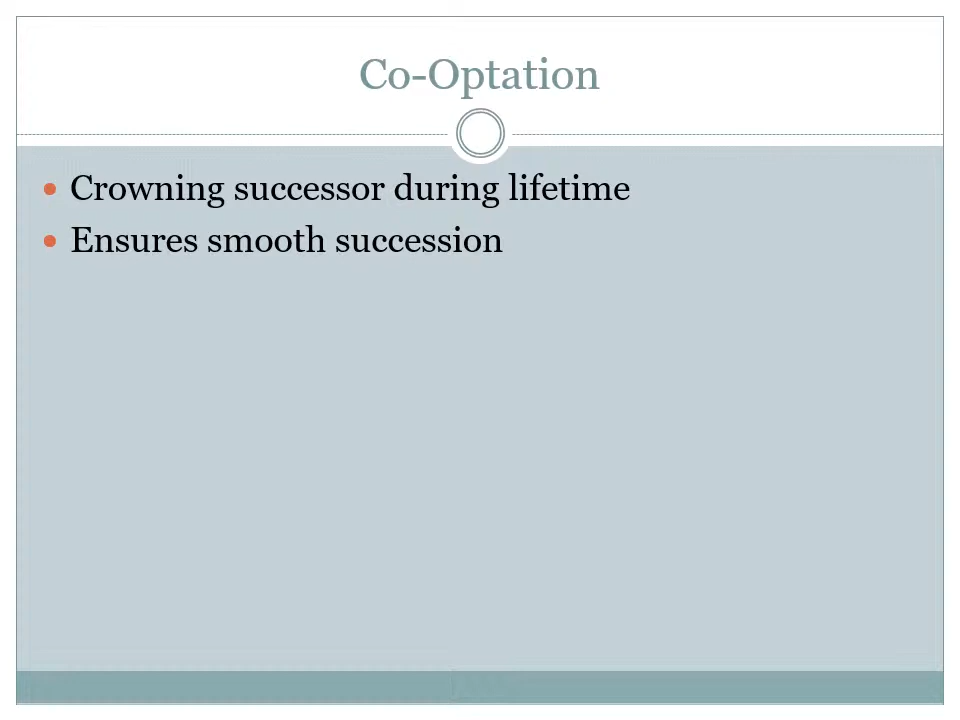 Co-Optation
Crowning successor during lifetime
Ensures smooth succession